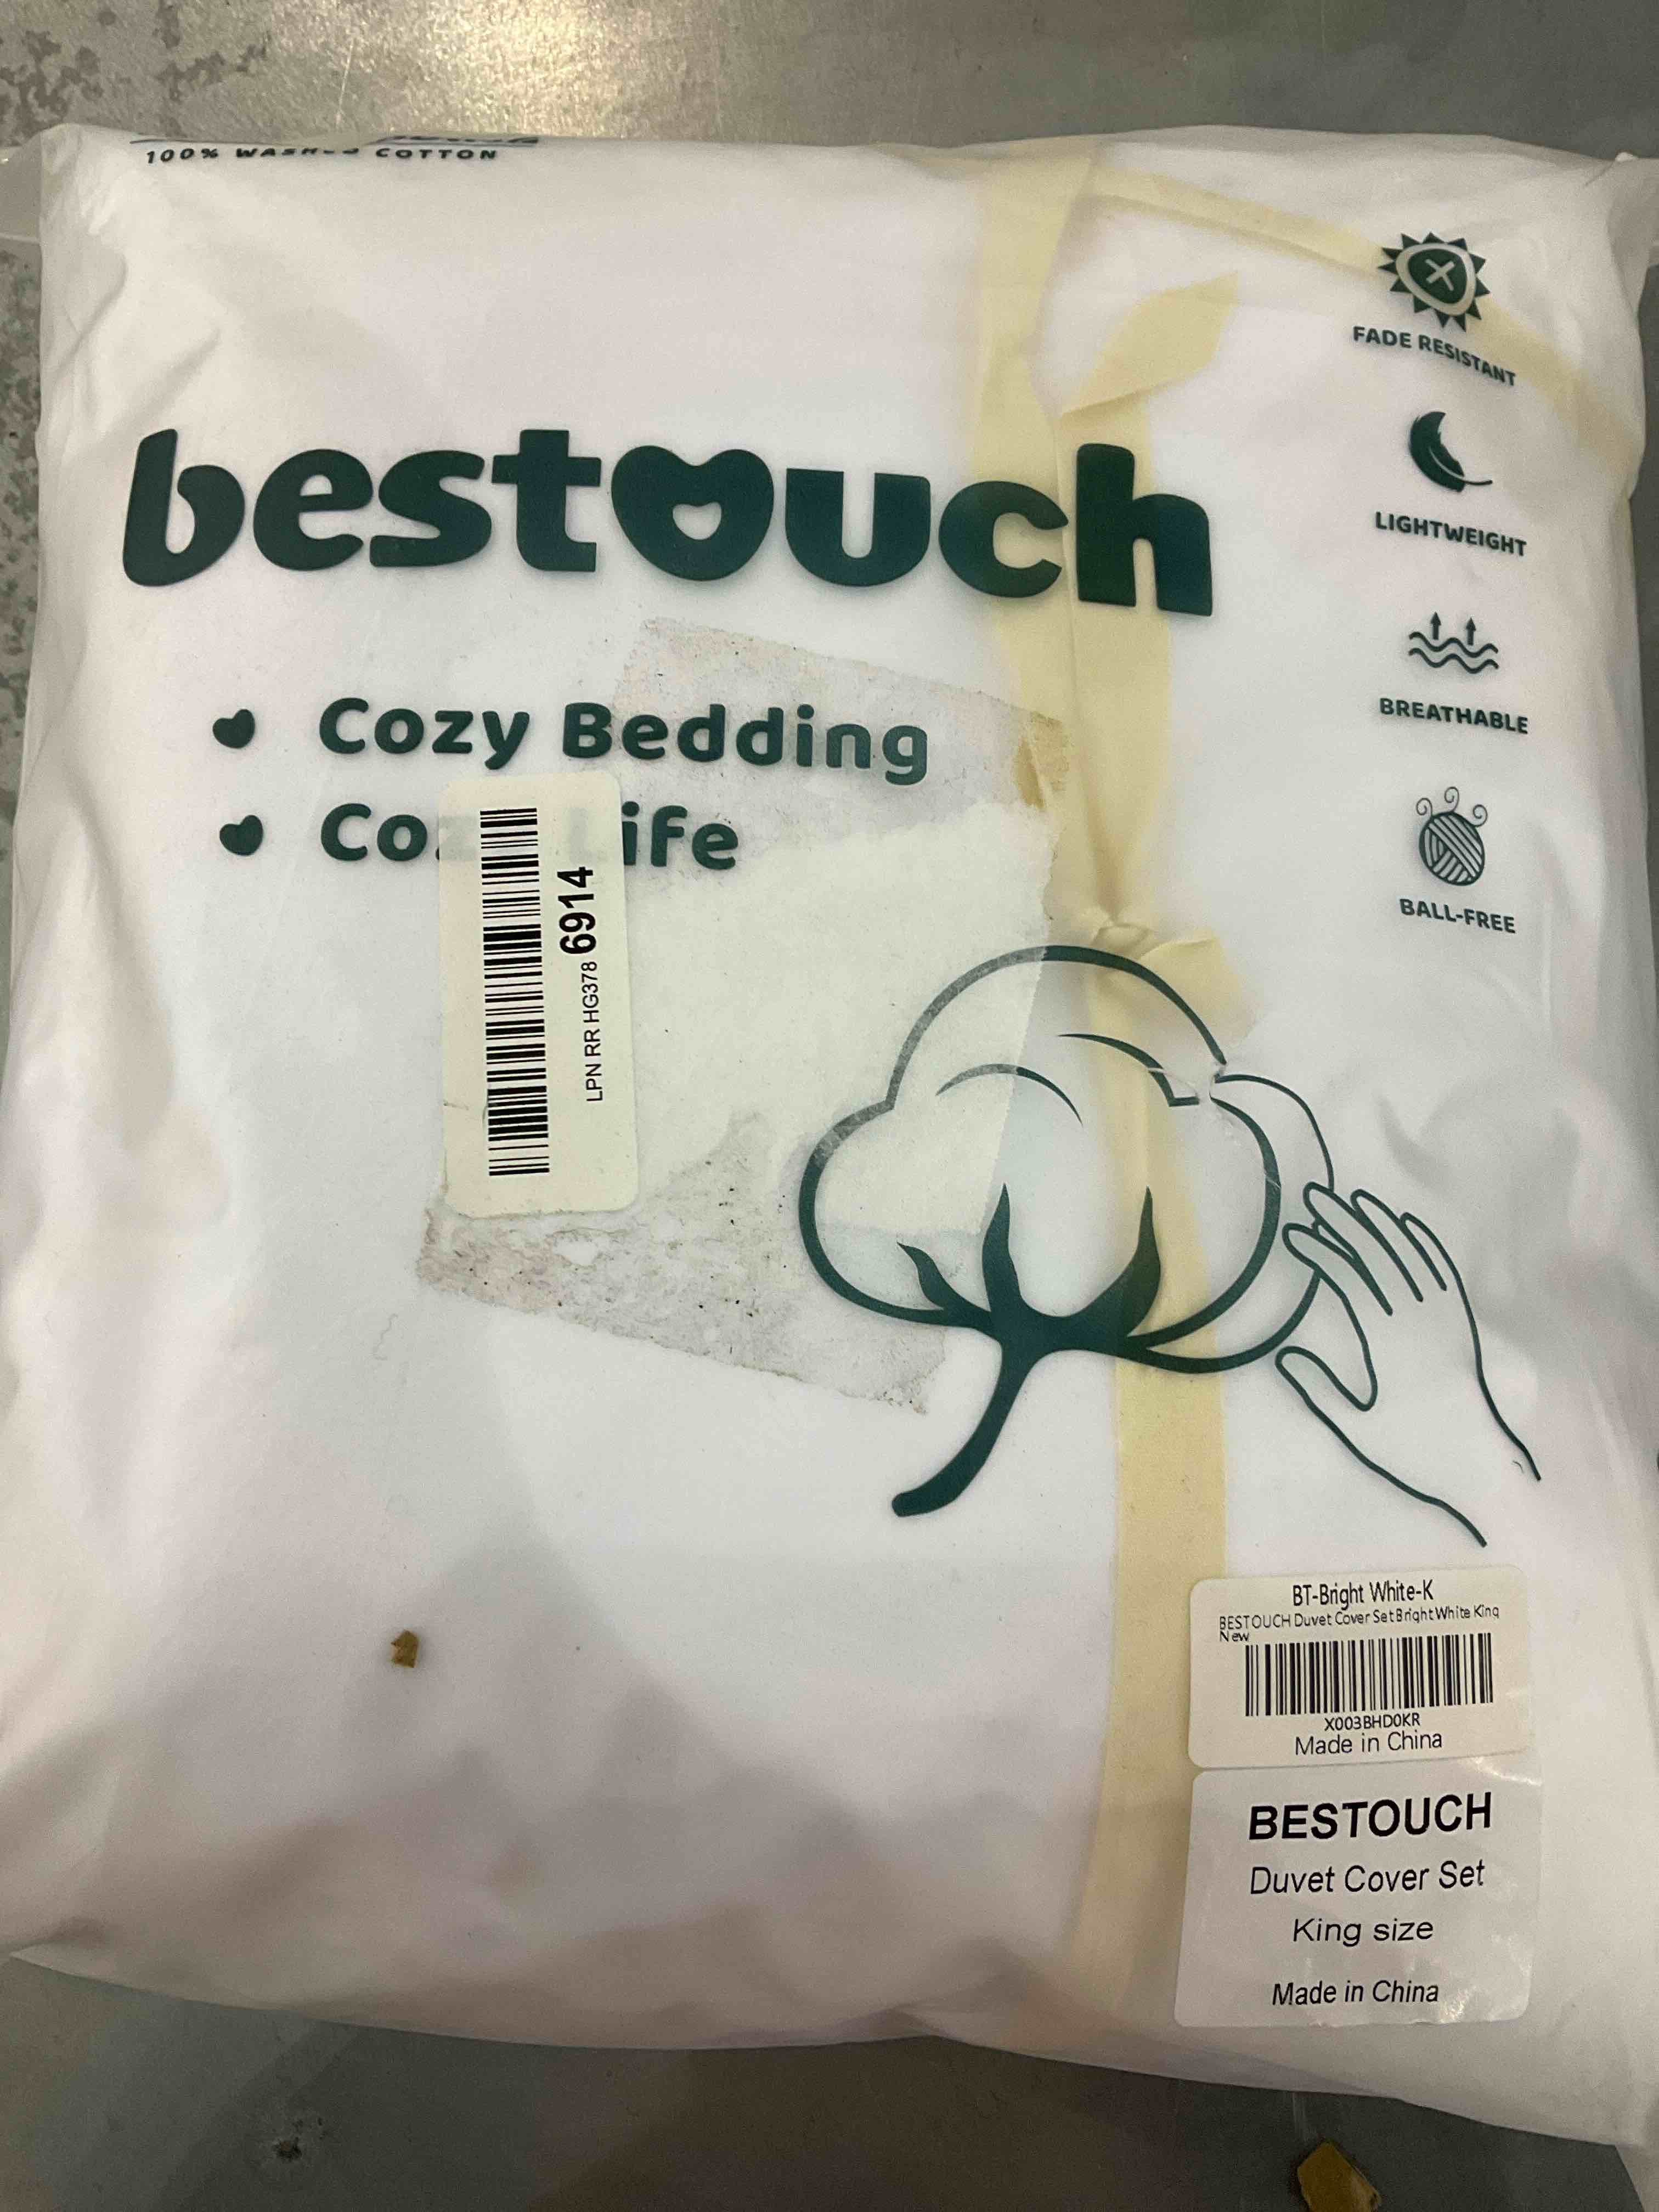 100% WASHED COTTON
FADE RESISTANT
LIGHTWEIGHT
BREATHABLE
BALL-FREE
bestouch
Cozy Bedding
Cozy Life
LPN RR HG378 6914
BT-Bright White-K
BESTOUCH Duvet Cover Set Bright White King
New
X003BHD0KR
Made in China
BESTOUCH
Duvet Cover Set
King size
Made in China